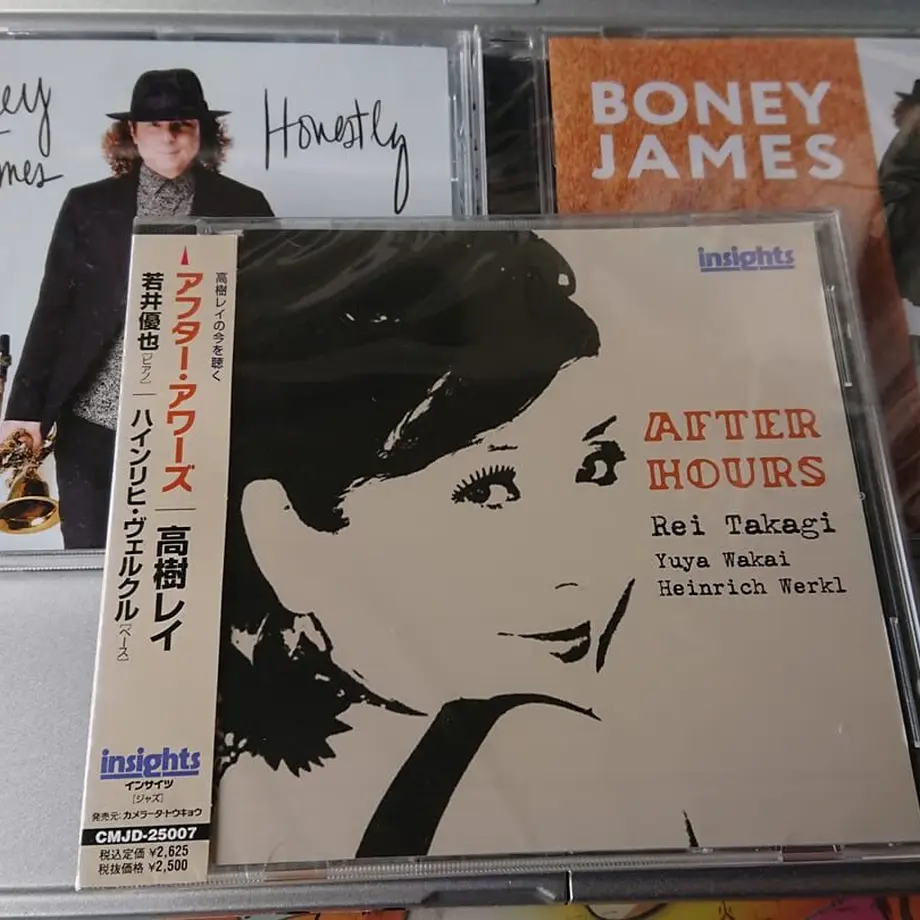 ey
mes
Honestly
BONEY
JAMES
insights
AFTER
HOURS
Rei Takagi
Yuya Wakai
Heinrich Werkl
高樹レイの今を聴く
アフター・アワーズ｜高樹レイ
若井優也[ピアノ]｜ハインリヒ・ヴェルクル[ベース]
insights
インサイツ
[ジャズ]
発売元:カメラータ・トウキョウ
CMJD-25007
税込定価 ¥2,625
税抜価格 ¥2,500